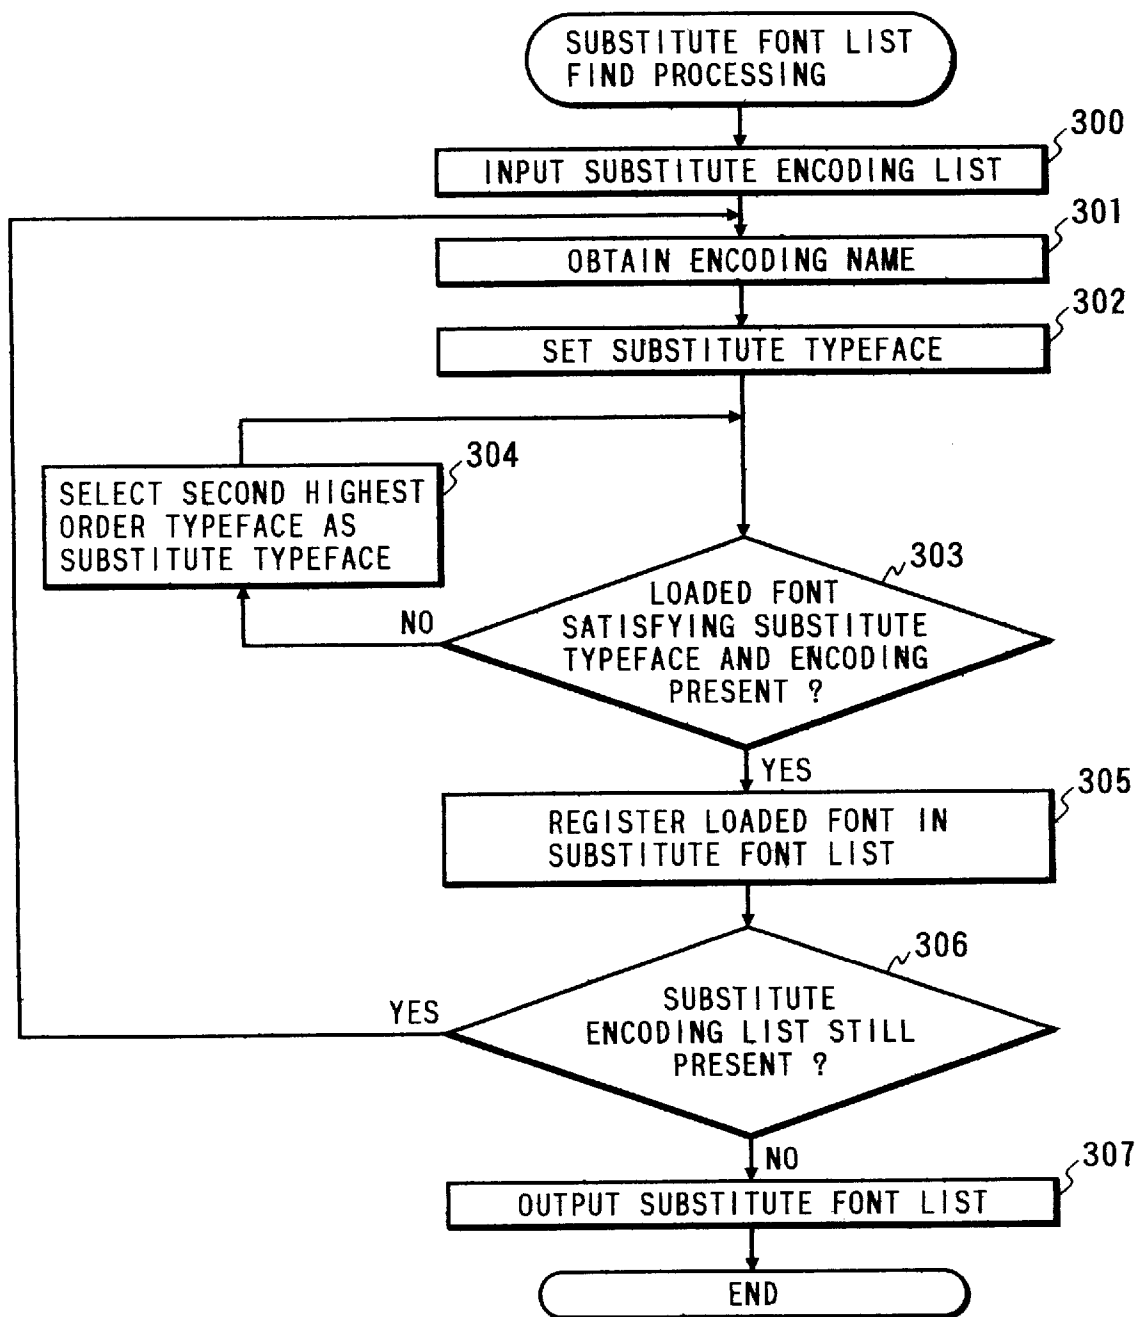 SUBSTITUTE FONT LIST
FIND PROCESSING
300
INPUT SUBSTITUTE ENCODING LIST
301
OBTAIN ENCODING NAME
302
SET SUBSTITUTE TYPEFACE
304
SELECT SECOND HIGHEST
ORDER TYPEFACE AS
SUBSTITUTE TYPEFACE
303
LOADED FONT
SATISFYING SUBSTITUTE
TYPEFACE AND ENCODING
PRESENT ?
NO
YES
305
REGISTER LOADED FONT IN
SUBSTITUTE FONT LIST
306
SUBSTITUTE
ENCODING LIST STILL
PRESENT ?
YES
NO
307
OUTPUT SUBSTITUTE FONT LIST
END